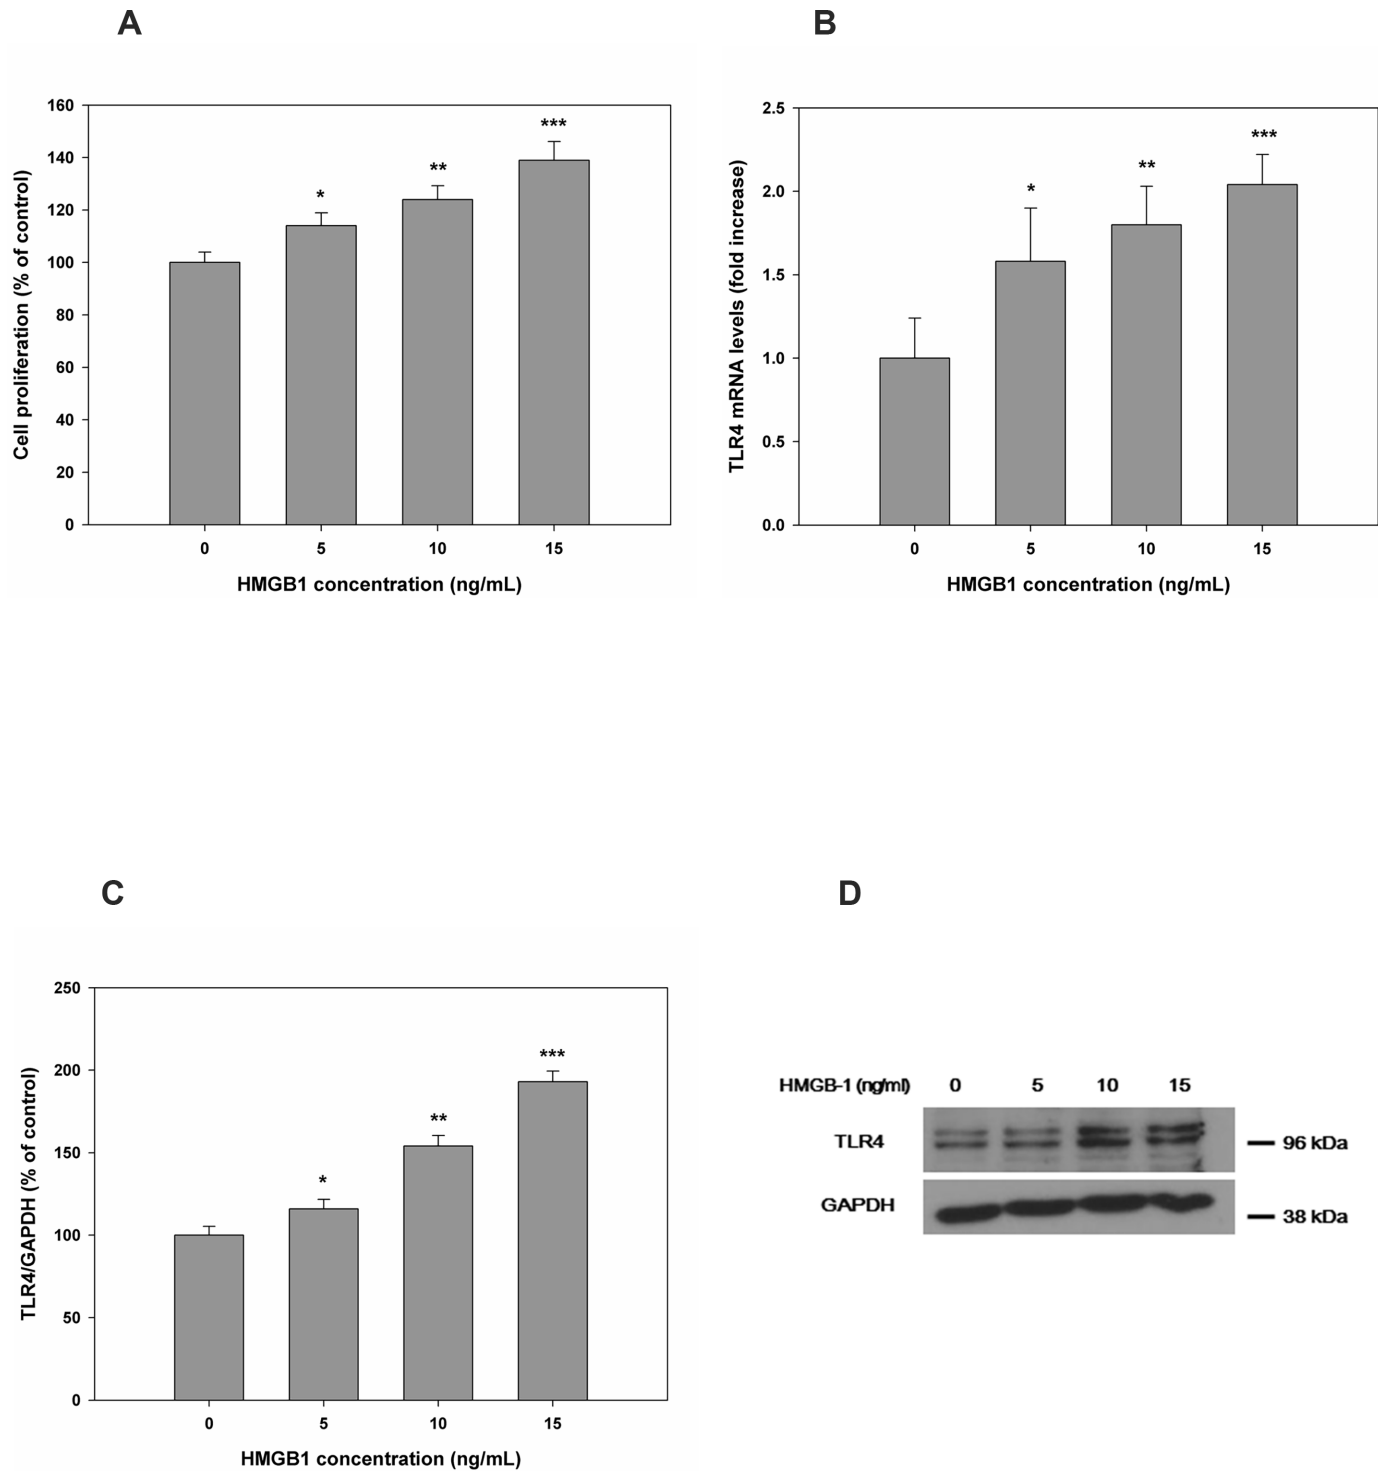 A
B
Cell proliferation (% of control)
160
140
120
100
80
60
40
20
0
*
**
***
0 5 10 15
HMGB1 concentration (ng/mL)
TLR4 mRNA levels (fold increase)
2.5
2.0
1.5
1.0
0.5
0.0
*
**
***
0 5 10 15
HMGB1 concentration (ng/mL)
C
D
TLR4/GAPDH (% of control)
250
200
150
100
50
0
*
**
***
0 5 10 15
HMGB1 concentration (ng/mL)
HMGB-1 (ng/ml) 0 5 10 15
TLR4 96 kDa
GAPDH 38 kDa